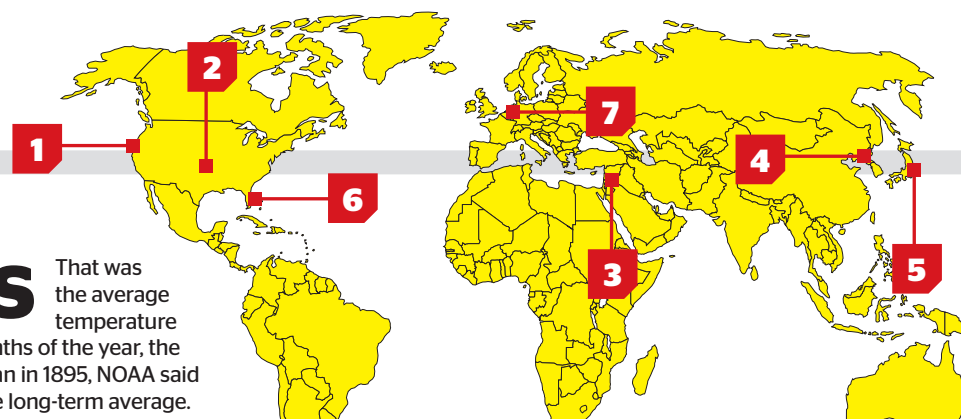 2
1
7
4
6
3
5
S That was
the average
temperature
nths of the year, the
n in 1895, NOAA said
e long-term average.